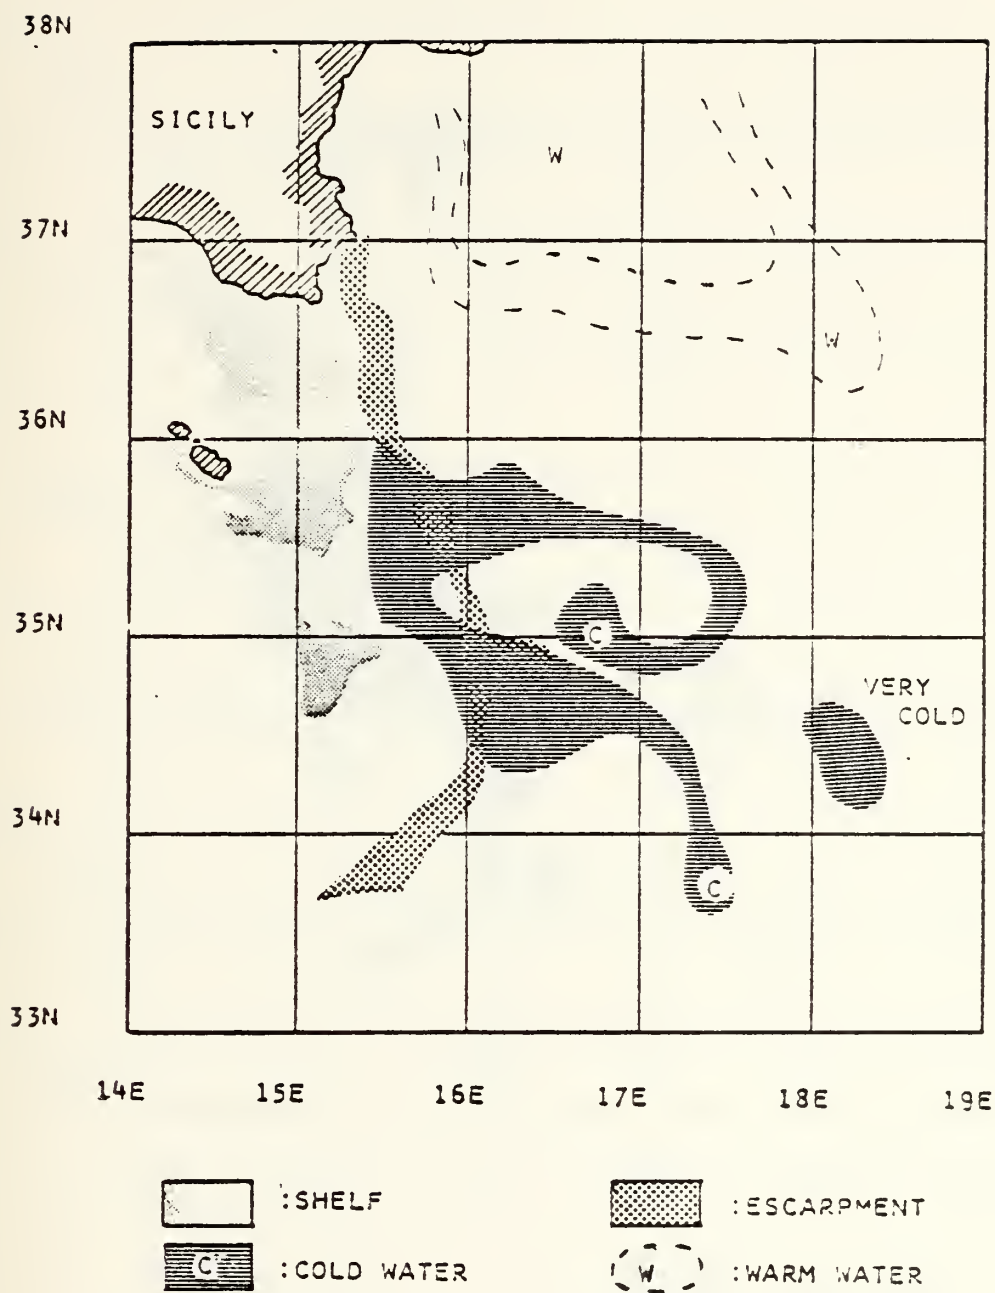 38N
SICILY
W
37N
W
36N
35N
C
VERY
COLD
34N
C
33N
14E 15E 16E 17E 18E 19E
:SHELF :ESCARPMENT
C :COLD WATER W :WARM WATER